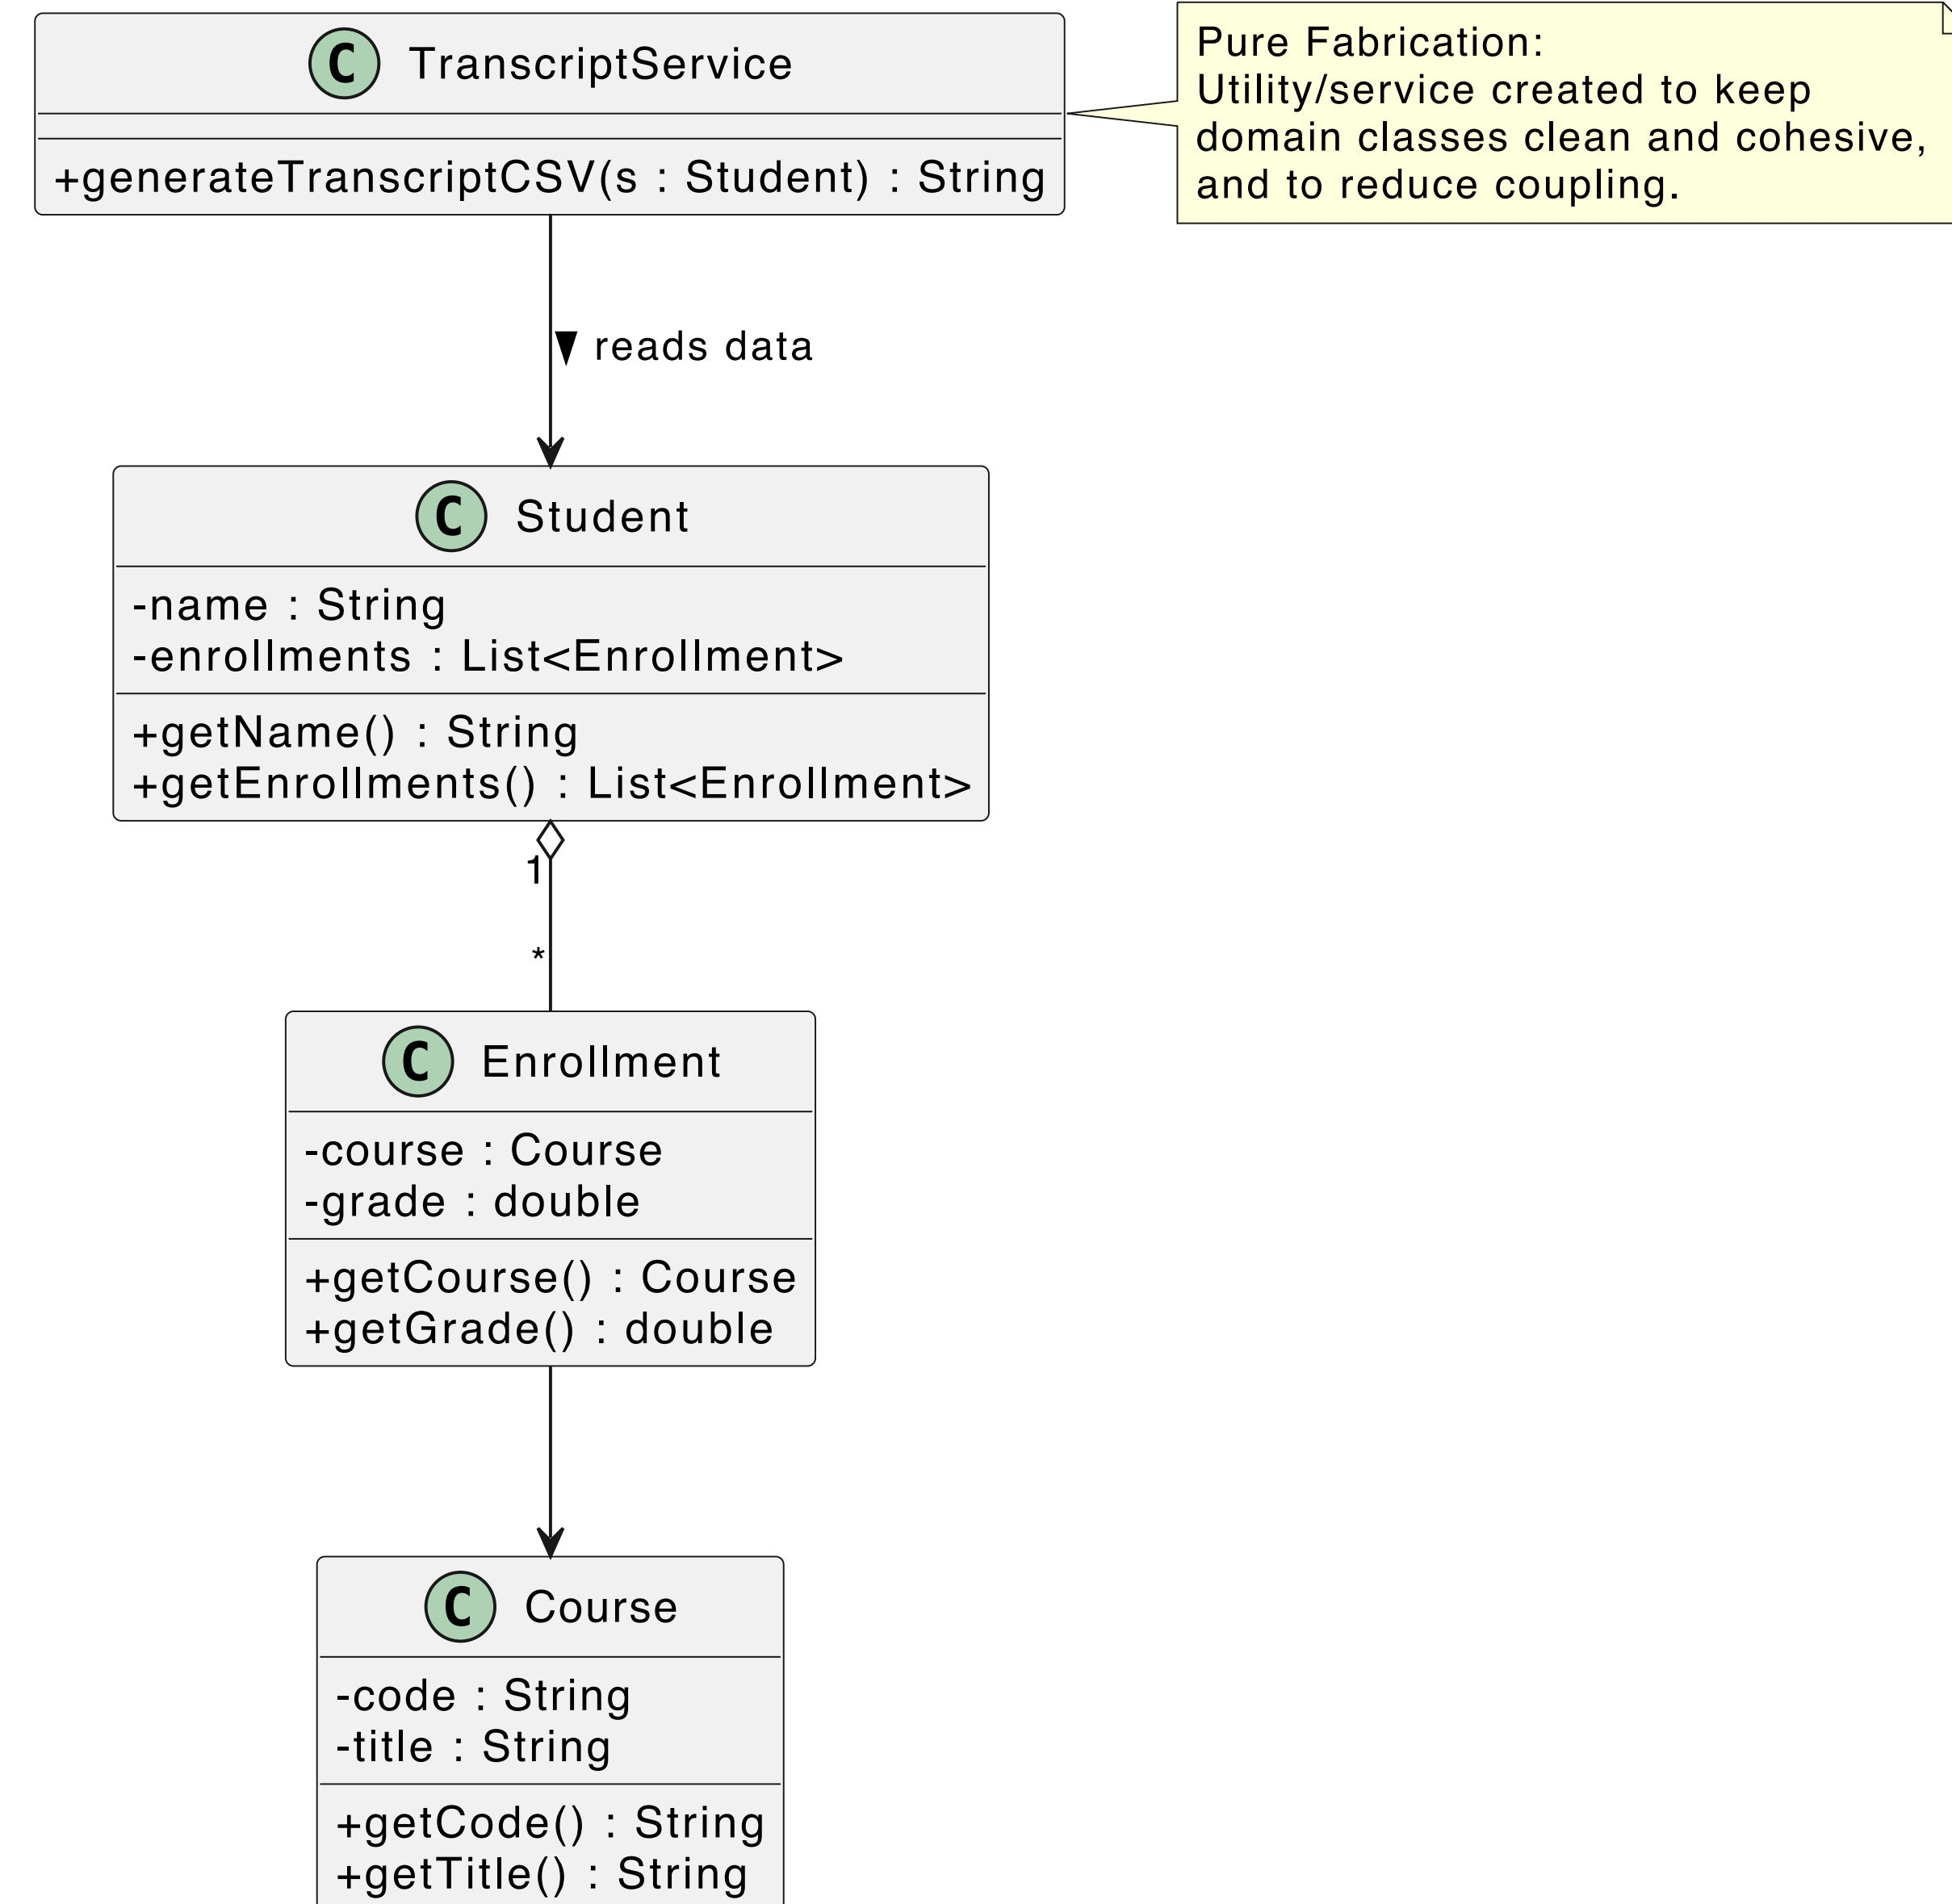 C TranscriptService
+generateTranscriptCSV(s : Student) : String
Pure Fabrication:
Utility/service created to keep
domain classes clean and cohesive,
and to reduce coupling.
reads data
C Student
-name : String
-enrollments : List<Enrollment>
+getName() : String
+getEnrollments() : List<Enrollment>
1
*
C Enrollment
-course : Course
-grade : double
+getCourse() : Course
+getGrade() : double
C Course
-code : String
-title : String
+getCode() : String
+getTitle() : String